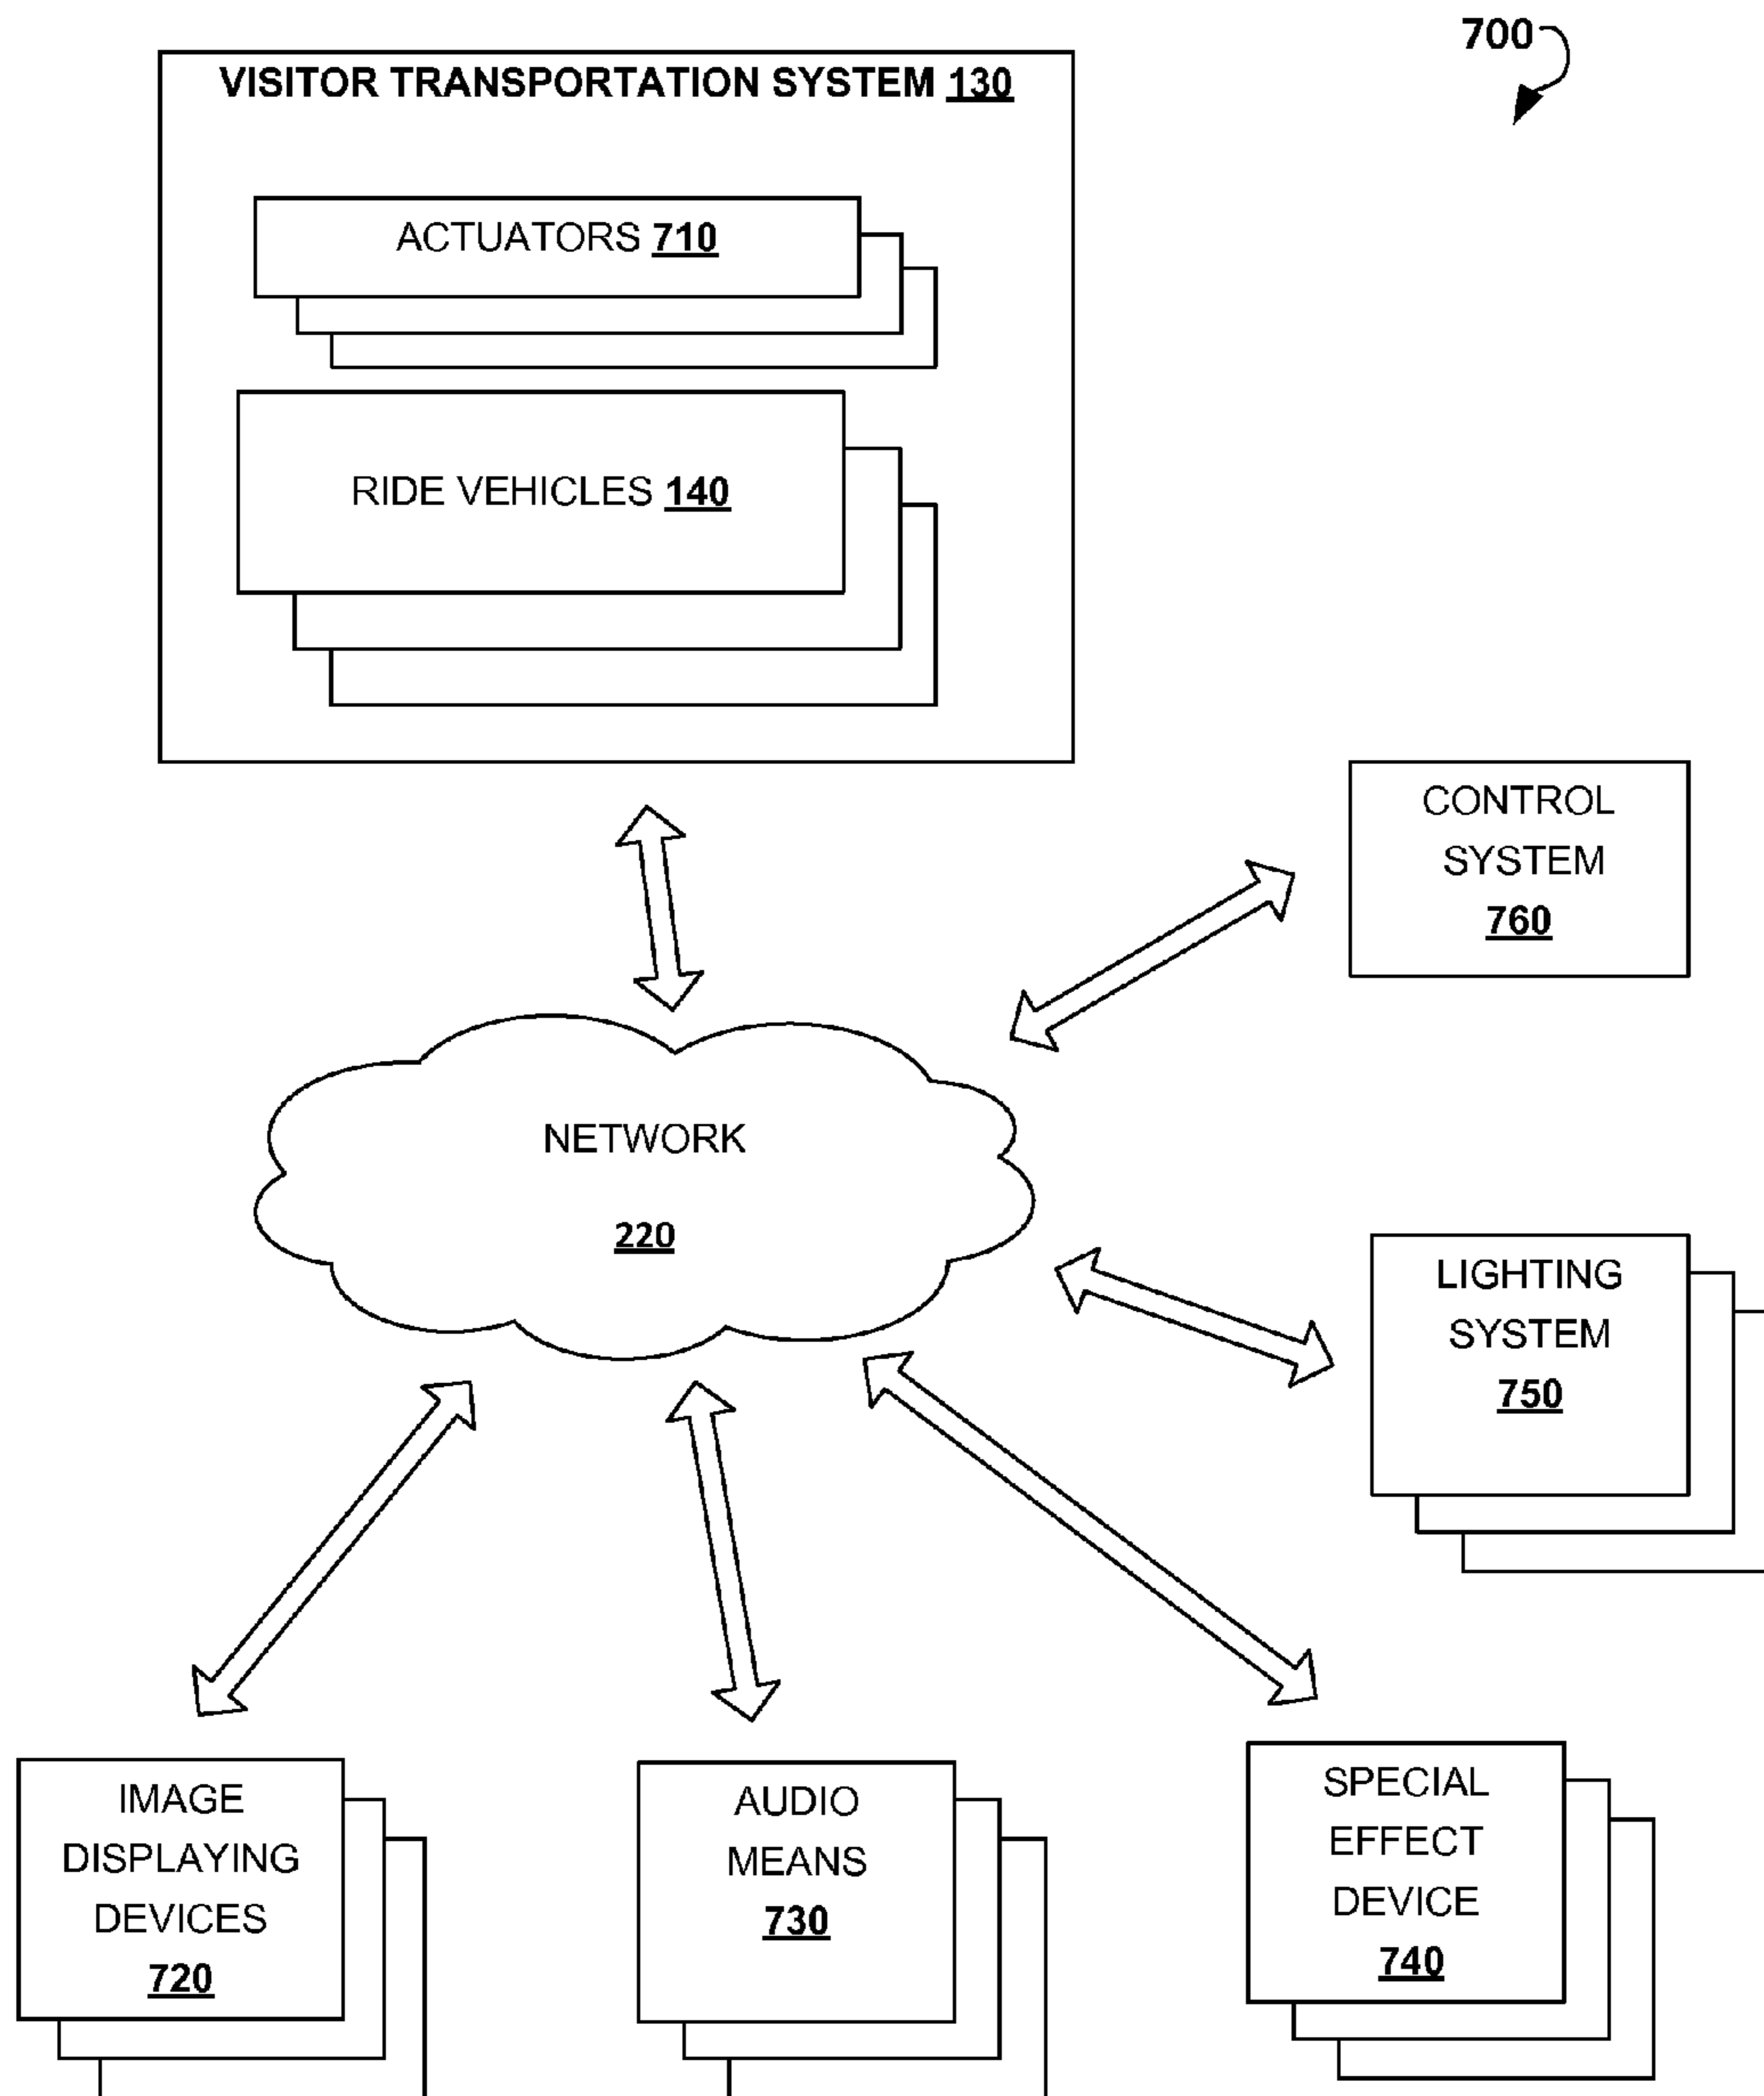 700
VISITOR TRANSPORTATION SYSTEM 130
ACTUATORS 710
RIDE VEHICLES 140
CONTROL
SYSTEM
760
NETWORK
220
LIGHTING
SYSTEM
750
IMAGE
DISPLAYING
DEVICES
720
AUDIO
MEANS
730
SPECIAL
EFFECT
DEVICE
740